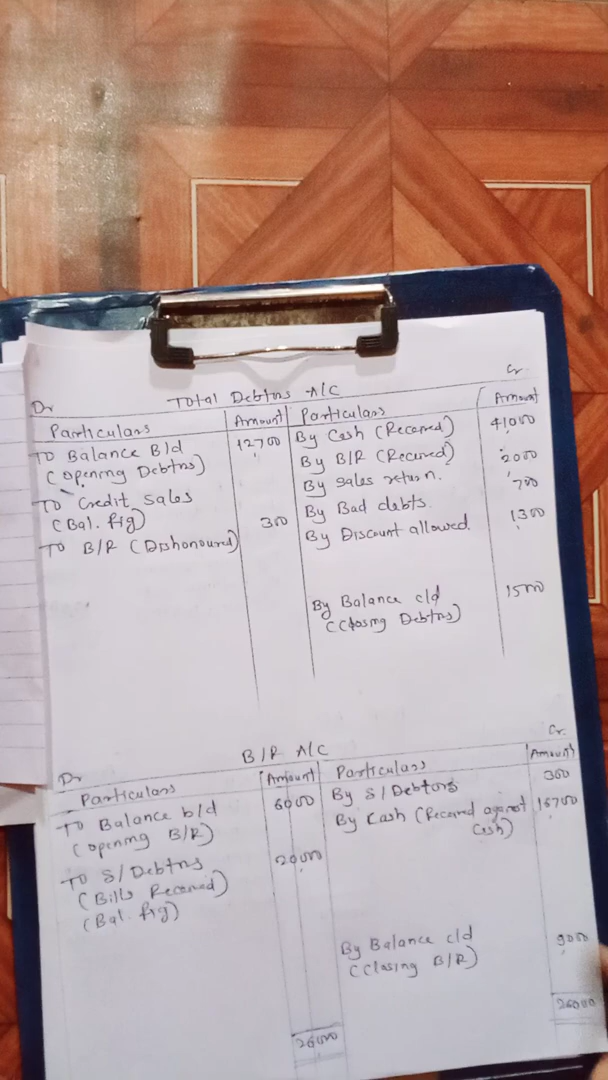 Total Debtors A/C
Dr Cr.
Particulars Amount Particulars Amount
To Balance B/d 12700 By Cash (Received) 41000
(opening Debtors) By B/R (Received)
To Credit Sales By Sales return. 700
(Bal. fig) 300 By Bad debts.
To B/R (Dishonoured) By Discount allowed. 1300
By Balance c/d 15000
(Closing Debtors)
B/R A/C
Dr Cr.
Particulars Amount Particulars Amount
To Balance b/d 6000 By S/Debtors 300
(opening B/R) By Cash (Received against 16700
Cash)
To S/Debtors 20000
(Bills Received)
(Bal. fig)
By Balance c/d 9000
(Closing B/R)
26000 26000